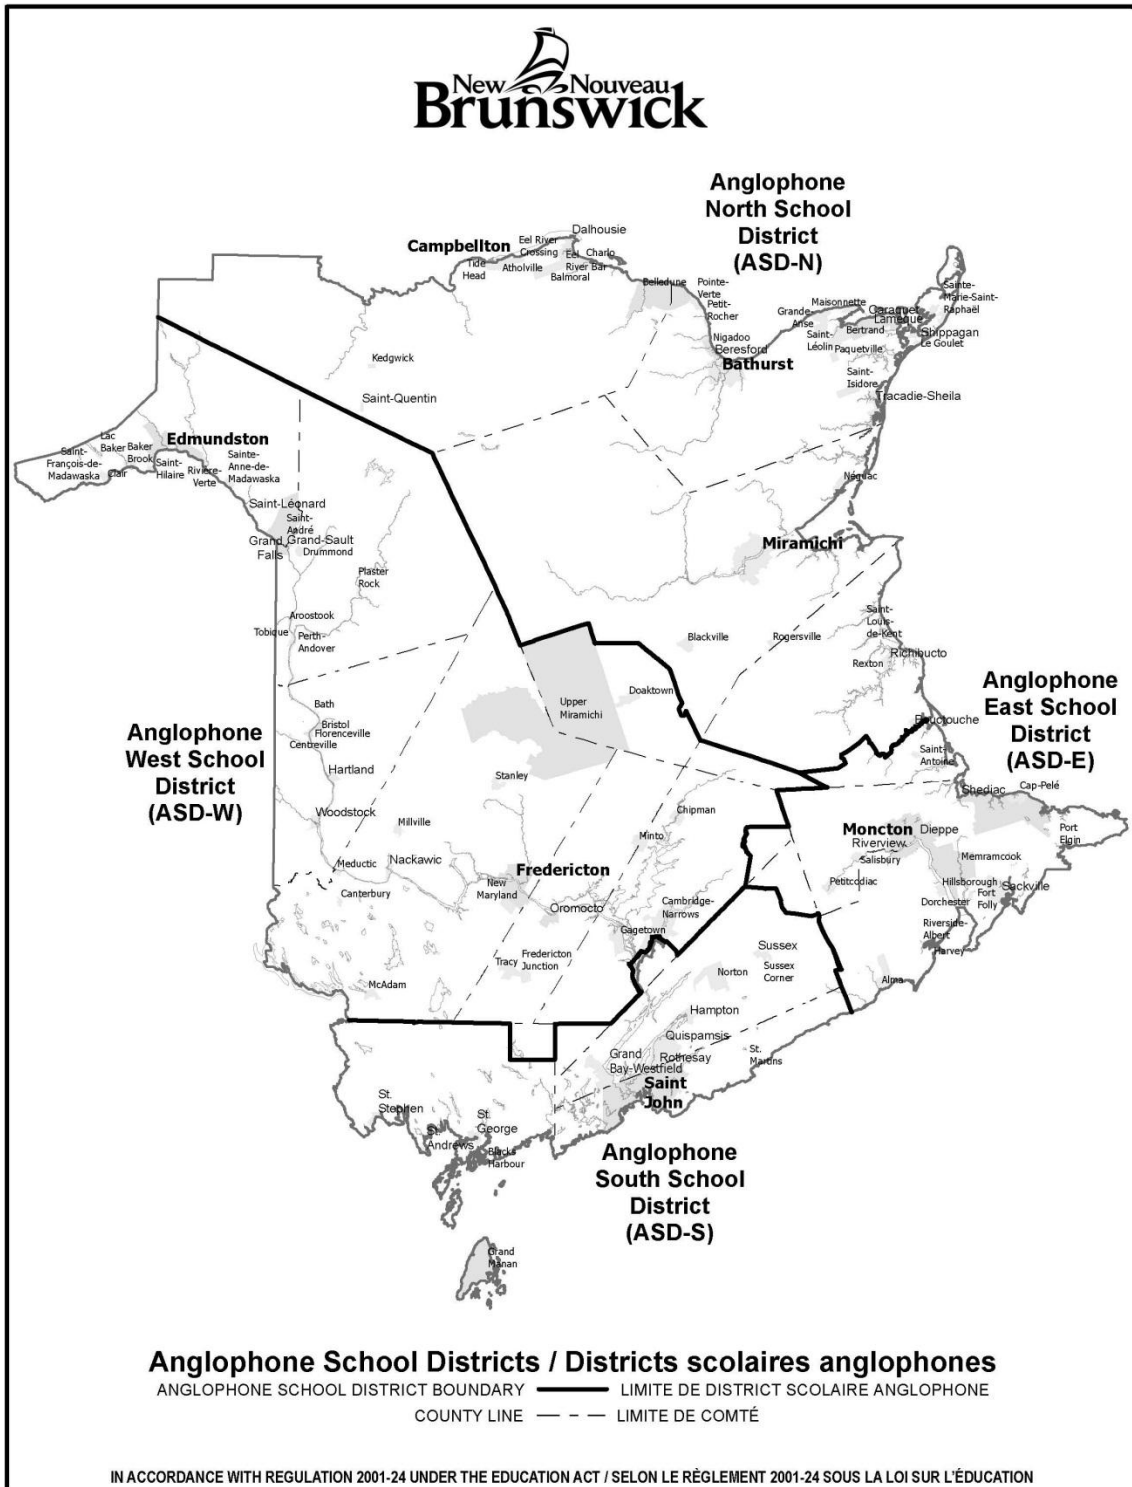 New Nouveau
Brunswick
Anglophone
North School
District
(ASD-N)
Campbellton
Dalhousie
Eel River
Crossing
Tide
Head
Atholville
Eel
River Bar
Charlo
Balmoral
Belledune
Pointe-
Verte
Petit-
Rocher
Nigadoo
Beresford
Bathurst
Grande-
Anse
Maisonnette
Caraquet
Lamèque
Sainte-
Marie-Saint-
Raphaël
Saint-
Léolin
Bertrand
Shippagan
Le Goulet
Paquetville
Saint-
Isidore
Tracadie-Sheila
Kedgwick
Saint-Quentin
Néguac
Lac
Baker
Baker
Brook
Edmundston
Saint-
François-de-
Madawaska
Clair
Saint-
Hilaire
Rivière-
Verte
Sainte-
Anne-de-
Madawaska
Saint-Léonard
Saint-
André
Grand
Falls
Grand-Sault
Drummond
Plaster
Rock
Miramichi
Aroostook
Tobique
Perth-
Andover
Blackville
Rogersville
Saint-
Louis-
de-Kent
Richibucto
Rexton
Upper
Miramichi
Doaktown
Anglophone
East School
District
(ASD-E)
Anglophone
West School
District
(ASD-W)
Bath
Bristol
Florenceville
Centreville
Hartland
Woodstock
Bouctouche
Saint-
Antoine
Shediac
Cap-Pelé
Stanley
Millville
Chipman
Minto
Moncton
Dieppe
Riverview
Salisbury
Port
Elgin
Memramcook
Meductic
Nackawic
Canterbury
Fredericton
New
Maryland
Oromocto
Cambridge-
Narrows
Gagetown
Petitcodiac
Hillsborough
Fort
Folly
Sackville
Dorchester
Riverside-
Albert
Harvey
Alma
Tracy
Fredericton
Junction
McAdam
Sussex
Sussex
Corner
Norton
Hampton
Quispamsis
Rothesay
Grand
Bay-Westfield
St.
Martins
Saint
John
St.
Stephen
St.
Andrews
St.
George
Blacks
Harbour
Grand
Manan
Anglophone
South School
District
(ASD-S)
Anglophone School Districts / Districts scolaires anglophones
ANGLOPHONE SCHOOL DISTRICT BOUNDARY LIMITE DE DISTRICT SCOLAIRE ANGLOPHONE
COUNTY LINE LIMITE DE COMTÉ
IN ACCORDANCE WITH REGULATION 2001-24 UNDER THE EDUCATION ACT / SELON LE RÈGLEMENT 2001-24 SOUS LA LOI SUR L'ÉDUCATION